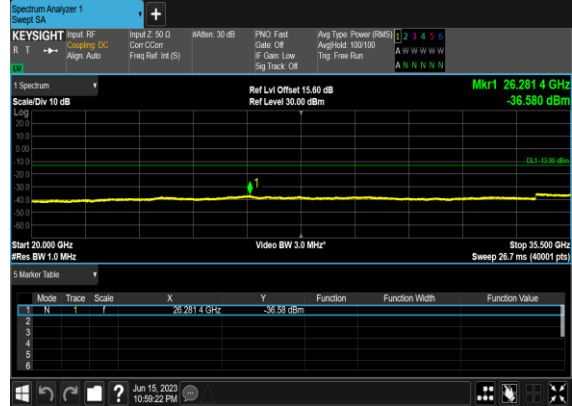 Spectrum Analyzer 1
Swept SA
+
KEYSIGHT Input: RF Input Z: 50 Ω #Atten: 30 dB PNO: Fast Avg Type: Power (RMS) 1 2 3 4 5 6
R T Coupling: DC Corr CCorr Gate: Off Avg|Hold: 100/100 A W W W W W
Align: Auto Freq Ref: Int (S) IF Gain: Low Trig: Free Run
Sig Track: Off A N N N N N
1 Spectrum Ref Lvl Offset 15.60 dB Mkr1 26.281 4 GHz
Scale/Div 10 dB Ref Level 30.00 dBm -36.580 dBm
Log
20.0
10.0
0.00
-10.0
DL1 -13.00 dBm
-20.0
-30.0
1
-40.0
-50.0
-60.0
Start 20.000 GHz Video BW 3.0 MHz* Stop 35.500 GHz
#Res BW 1.0 MHz Sweep 26.7 ms (40001 pts)
5 Marker Table
Mode Trace Scale X Y Function Function Width Function Value
1 N 1 f 26.281 4 GHz -36.58 dBm
2
3
4
5
6
? Jun 15, 2023
10:59:22 PM